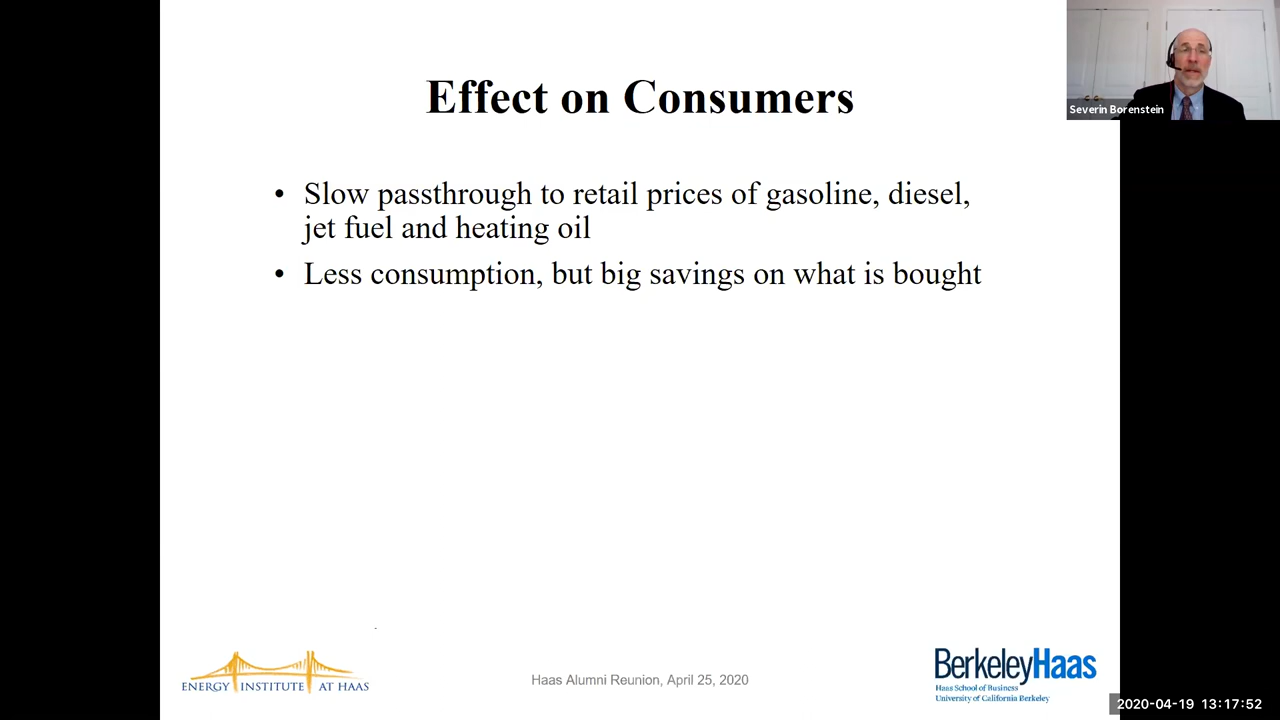 Effect on Consumers
Severin Borenstein
• Slow passthrough to retail prices of gasoline, diesel,
jet fuel and heating oil
• Less consumption, but big savings on what is bought
ENERGY INSTITUTE AT HAAS
Haas Alumni Reunion, April 25, 2020
BerkeleyHaas
Haas School of Business
University of California Berkeley
2020-04-19 13:17:52